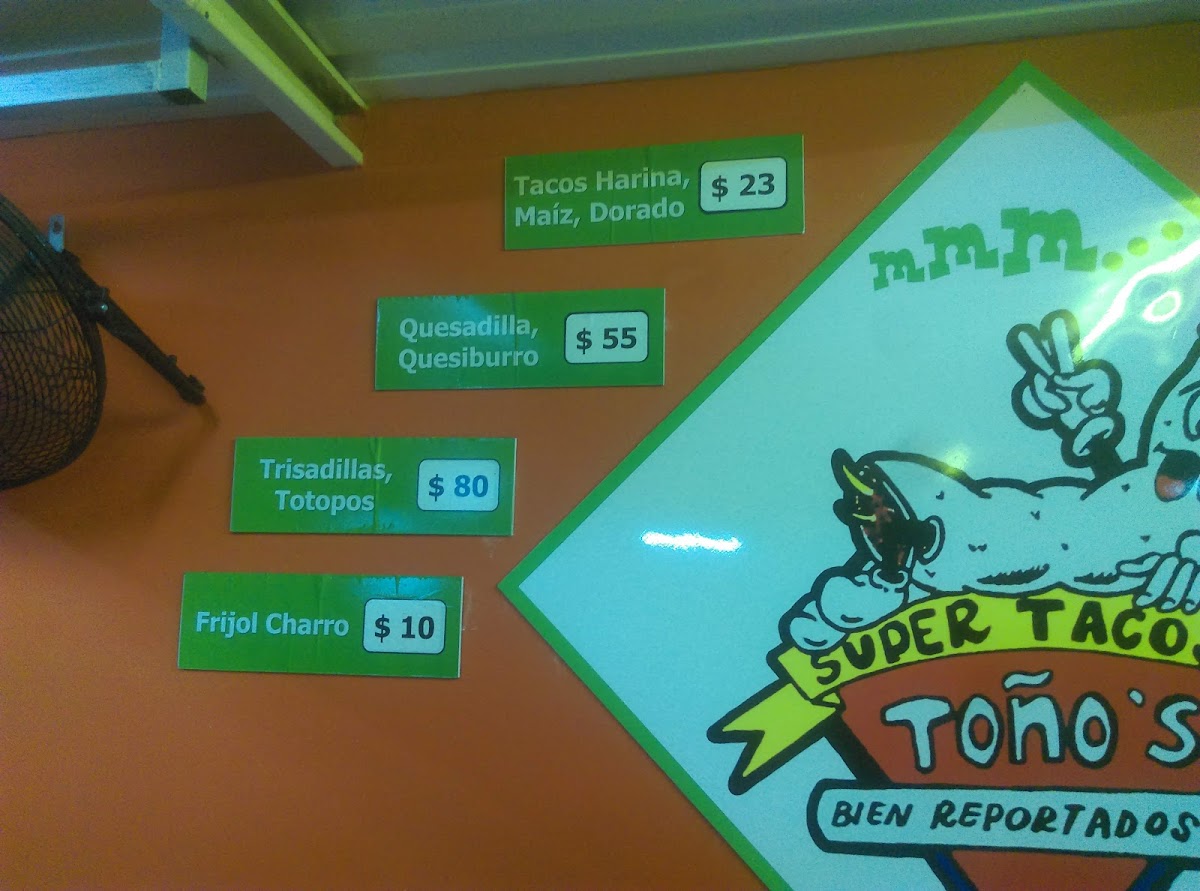 Tacos Harina,
Maíz, Dorado
$ 23
Quesadilla,
Quesiburro
$ 55
Trisadillas,
Totopos
$ 80
Frijol Charro
$ 10
mmm.....
SUPER TACOS
TOÑO'S
BIEN REPORTADOS